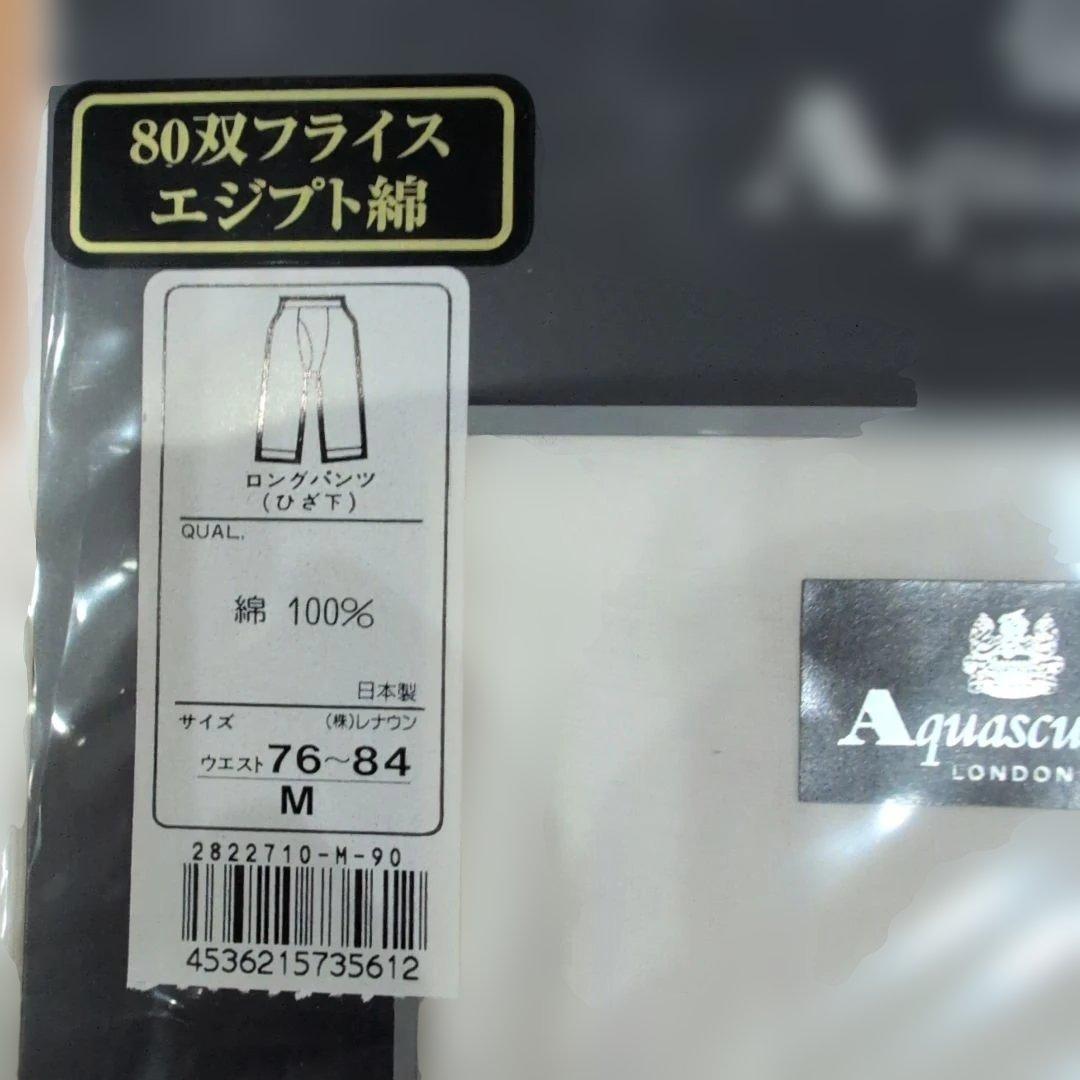 80双フライス
エジプト綿
ロングパンツ
(ひざ下)
QUAL.
綿 100%
日本製
サイズ (株)レナウン
ウエスト76～84
M
2822710-M-90
4536215735612
Aquascu
LONDON